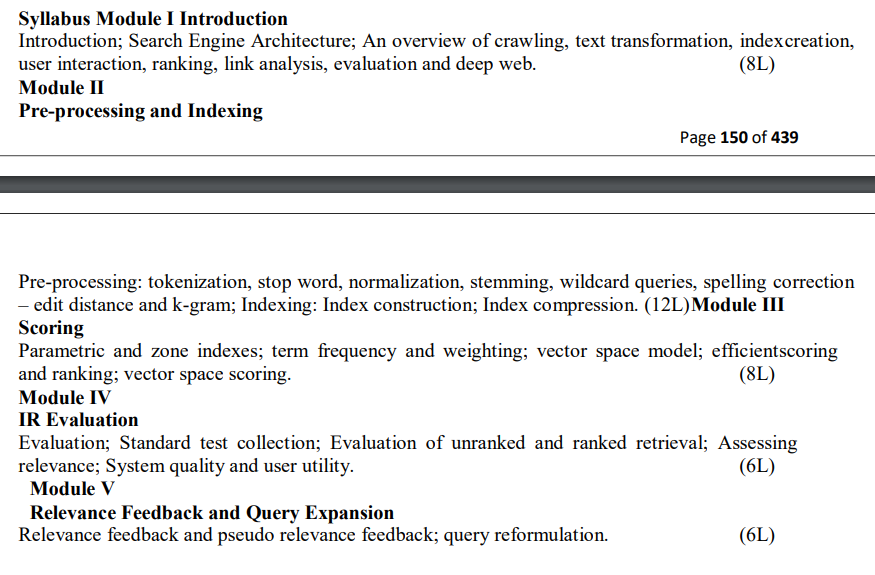 Syllabus Module I Introduction
Introduction; Search Engine Architecture; An overview of crawling, text transformation, indexcreation,
user interaction, ranking, link analysis, evaluation and deep web. (8L)
Module II
Pre-processing and Indexing
Page 150 of 439
Pre-processing: tokenization, stop word, normalization, stemming, wildcard queries, spelling correction
– edit distance and k-gram; Indexing: Index construction; Index compression. (12L)Module III
Scoring
Parametric and zone indexes; term frequency and weighting; vector space model; efficientscoring
and ranking; vector space scoring. (8L)
Module IV
IR Evaluation
Evaluation; Standard test collection; Evaluation of unranked and ranked retrieval; Assessing
relevance; System quality and user utility. (6L)
Module V
Relevance Feedback and Query Expansion
Relevance feedback and pseudo relevance feedback; query reformulation. (6L)